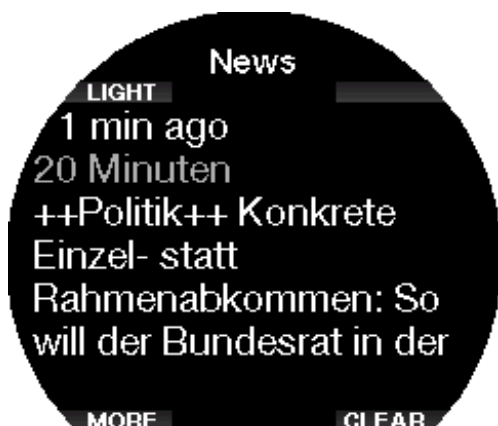 News
LIGHT
1 min ago
20 Minuten
++Politik++ Konkrete
Einzel- statt
Rahmenabkommen: So
will der Bundesrat in der
MORE
CLEAR